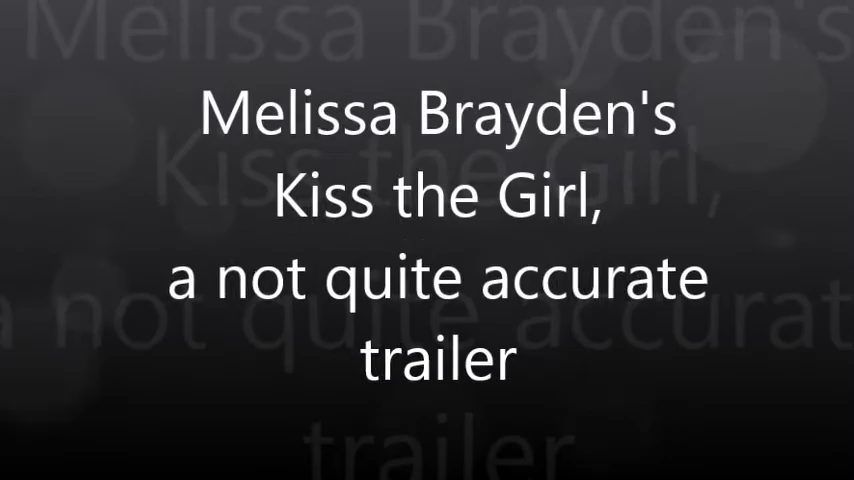 Melissa Brayden's
Kiss the Girl,
a not quite accurate
trailer